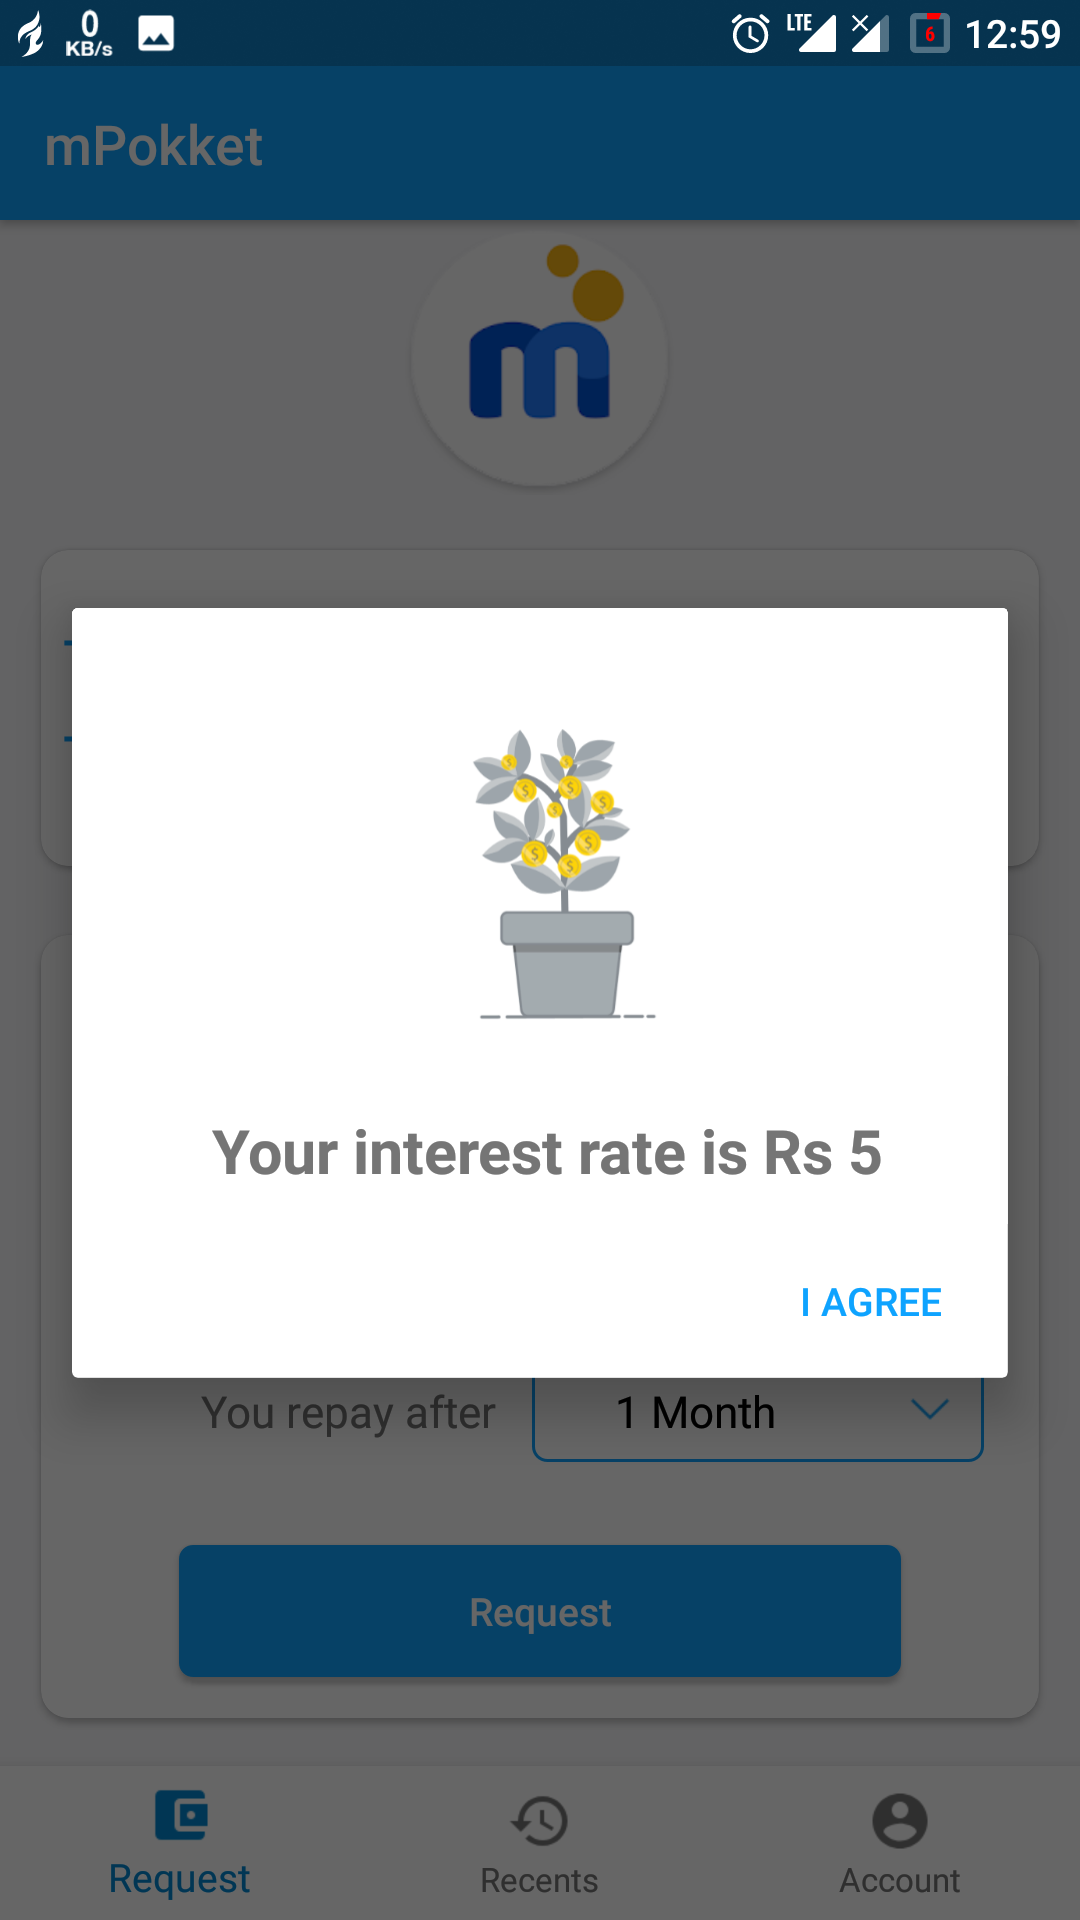 0
KB/s
LTE
6
12:59
mPokket
m
Your interest rate is Rs 5
I AGREE
You repay after
1 Month
Request
Request
Recents
Account